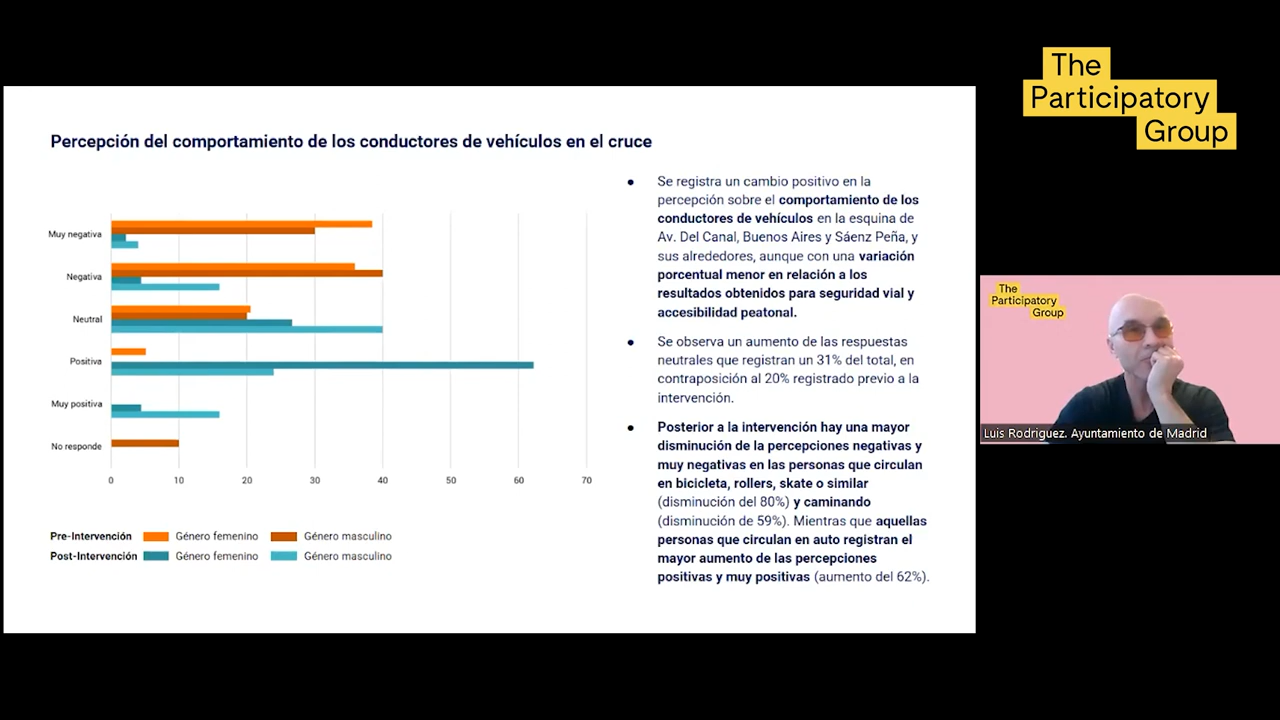 The
Participatory
Group
Percepción del comportamiento de los conductores de vehículos en el cruce
Muy negativa
Negativa
Neutral
Positiva
Muy positiva
No responde
0 10 20 30 40 50 60 70
Pre-Intervención Género femenino Género masculino
Post-Intervención Género femenino Género masculino
● Se registra un cambio positivo en la
percepción sobre el comportamiento de los
conductores de vehículos en la esquina de
Av. Del Canal, Buenos Aires y Sáenz Peña, y
sus alrededores, aunque con una variación
porcentual menor en relación a los
resultados obtenidos para seguridad vial y
accesibilidad peatonal.
● Se observa un aumento de las respuestas
neutrales que registran un 31% del total, en
contraposición al 20% registrado previo a la
intervención.
● Posterior a la intervención hay una mayor
disminución de la percepciones negativas y
muy negativas en las personas que circulan
en bicicleta, rollers, skate o similar
(disminución del 80%) y caminando
(disminución de 59%). Mientras que aquellas
personas que circulan en auto registran el
mayor aumento de las percepciones
positivas y muy positivas (aumento del 62%).
The
Participatory
Group
Luis Rodriguez. Ayuntamiento de Madrid